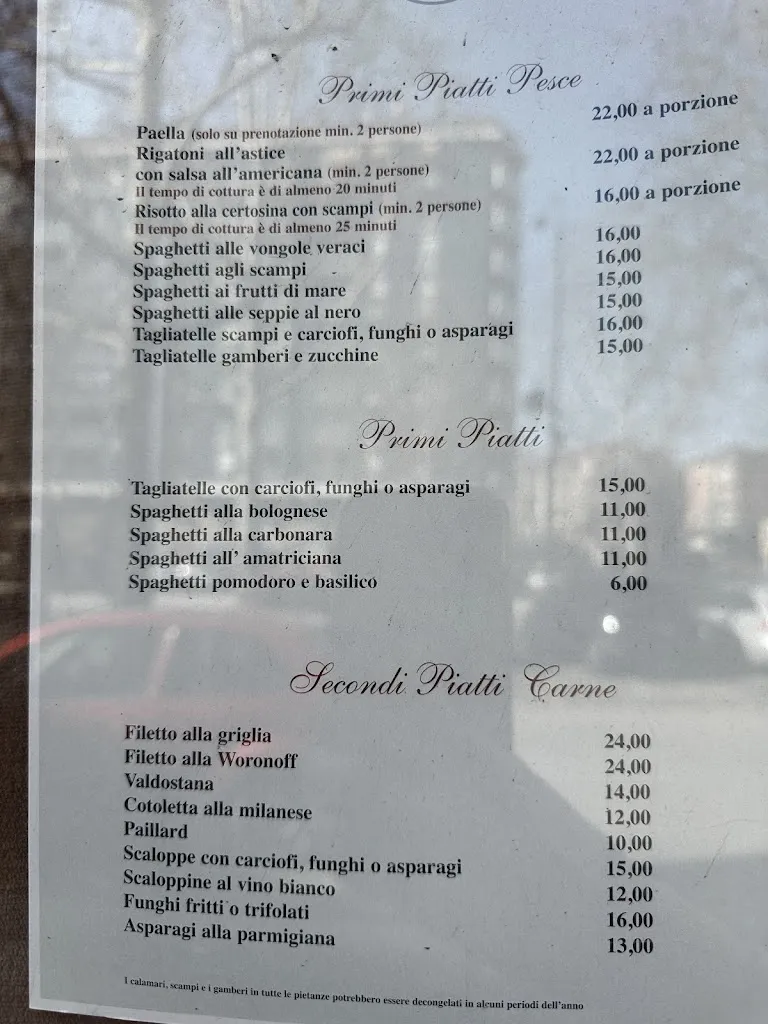 Primi Piatti Pesce
Paella (solo su prenotazione min. 2 persone) 22,00 a porzione
Rigatoni all'astice
con salsa all'americana (min. 2 persone) 22,00 a porzione
Il tempo di cottura è di almeno 20 minuti
Risotto alla certosina con scampi (min. 2 persone) 16,00 a porzione
Il tempo di cottura è di almeno 25 minuti
Spaghetti alle vongole veraci 16,00
Spaghetti agli scampi 16,00
Spaghetti ai frutti di mare 15,00
Spaghetti alle seppie al nero 15,00
Tagliatelle scampi e carciofi, funghi o asparagi 16,00
Tagliatelle gamberi e zucchine 15,00
Primi Piatti
Tagliatelle con carciofi, funghi o asparagi 15,00
Spaghetti alla bolognese 11,00
Spaghetti alla carbonara 11,00
Spaghetti all' amatriciana 11,00
Spaghetti pomodoro e basilico 6,00
Secondi Piatti Carne
Filetto alla griglia 24,00
Filetto alla Woronoff 24,00
Valdostana 14,00
Cotoletta alla milanese 12,00
Paillard 10,00
Scaloppe con carciofi, funghi o asparagi 15,00
Scaloppine al vino bianco 12,00
Funghi fritti o trifolati 16,00
Asparagi alla parmigiana 13,00
I calamari, scampi e i gamberi in tutte le pietanze potrebbero essere decongelati in alcuni periodi dell'anno